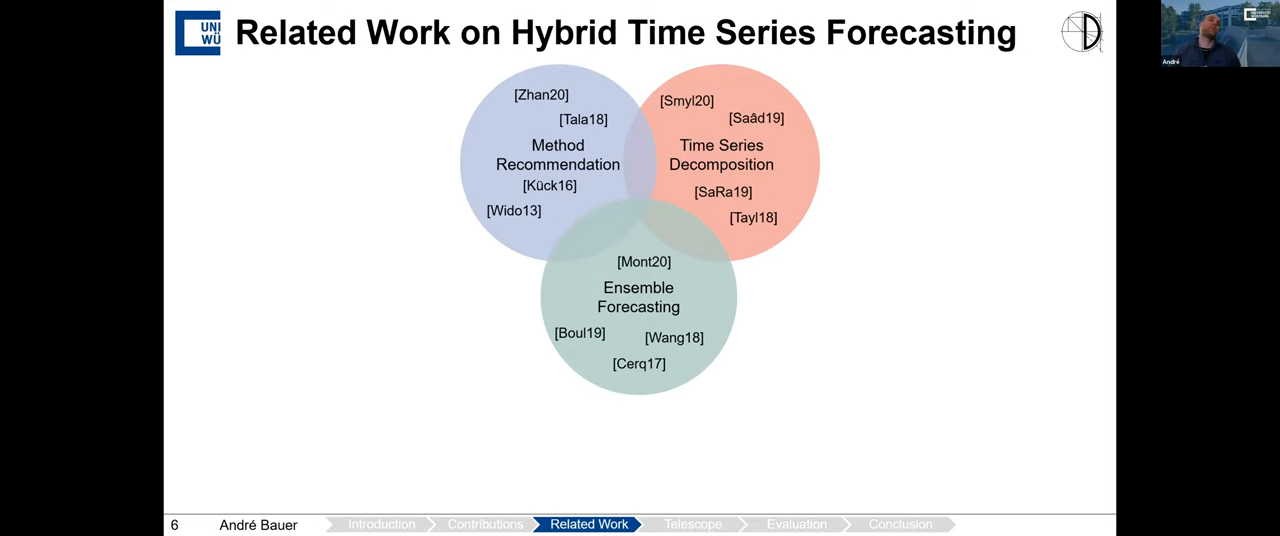 UNI
WÜ
Related Work on Hybrid Time Series Forecasting
[Zhan20]
[Tala18]
Method
Recommendation
[Kück16]
[Wido13]
[Smyl20]
[Saâd19]
Time Series
Decomposition
[SaRa19]
[Tayl18]
[Mont20]
Ensemble
Forecasting
[Boul19]
[Wang18]
[Cerq17]
André
6 André Bauer Introduction Contributions Related Work Telescope Evaluation Conclusion